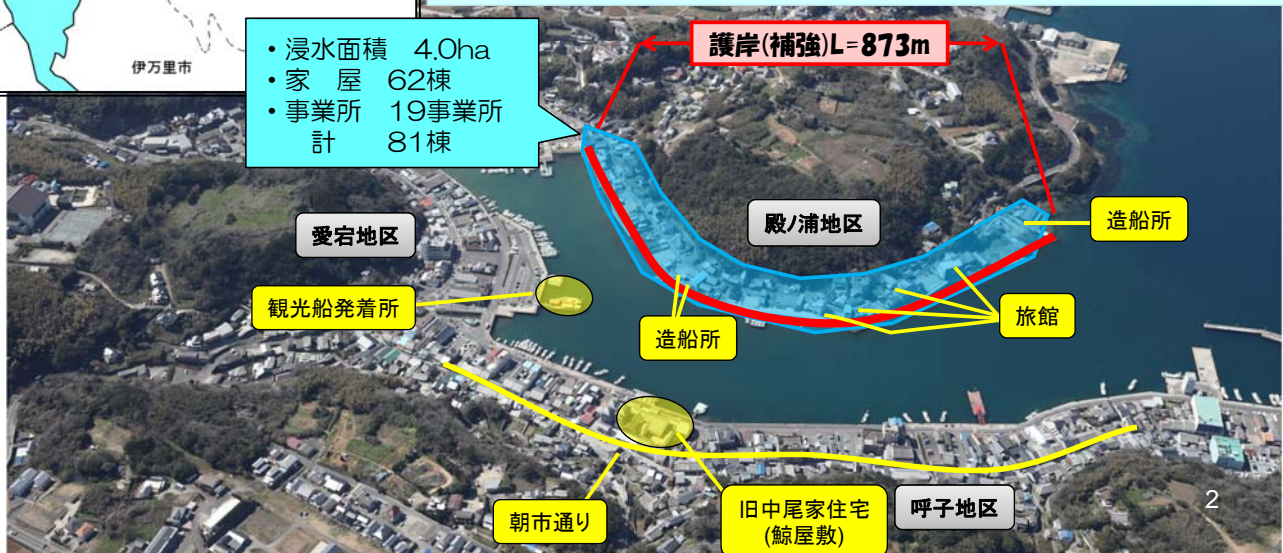 伊万里市
・浸水面積 4.0ha
・家 屋 62棟
・事業所 19事業所
計 81棟
護岸(補強)L=873m
愛宕地区
殿ノ浦地区
造船所
観光船発着所
造船所
旅館
朝市通り
旧中尾家住宅
(鯨屋敷)
呼子地区
2